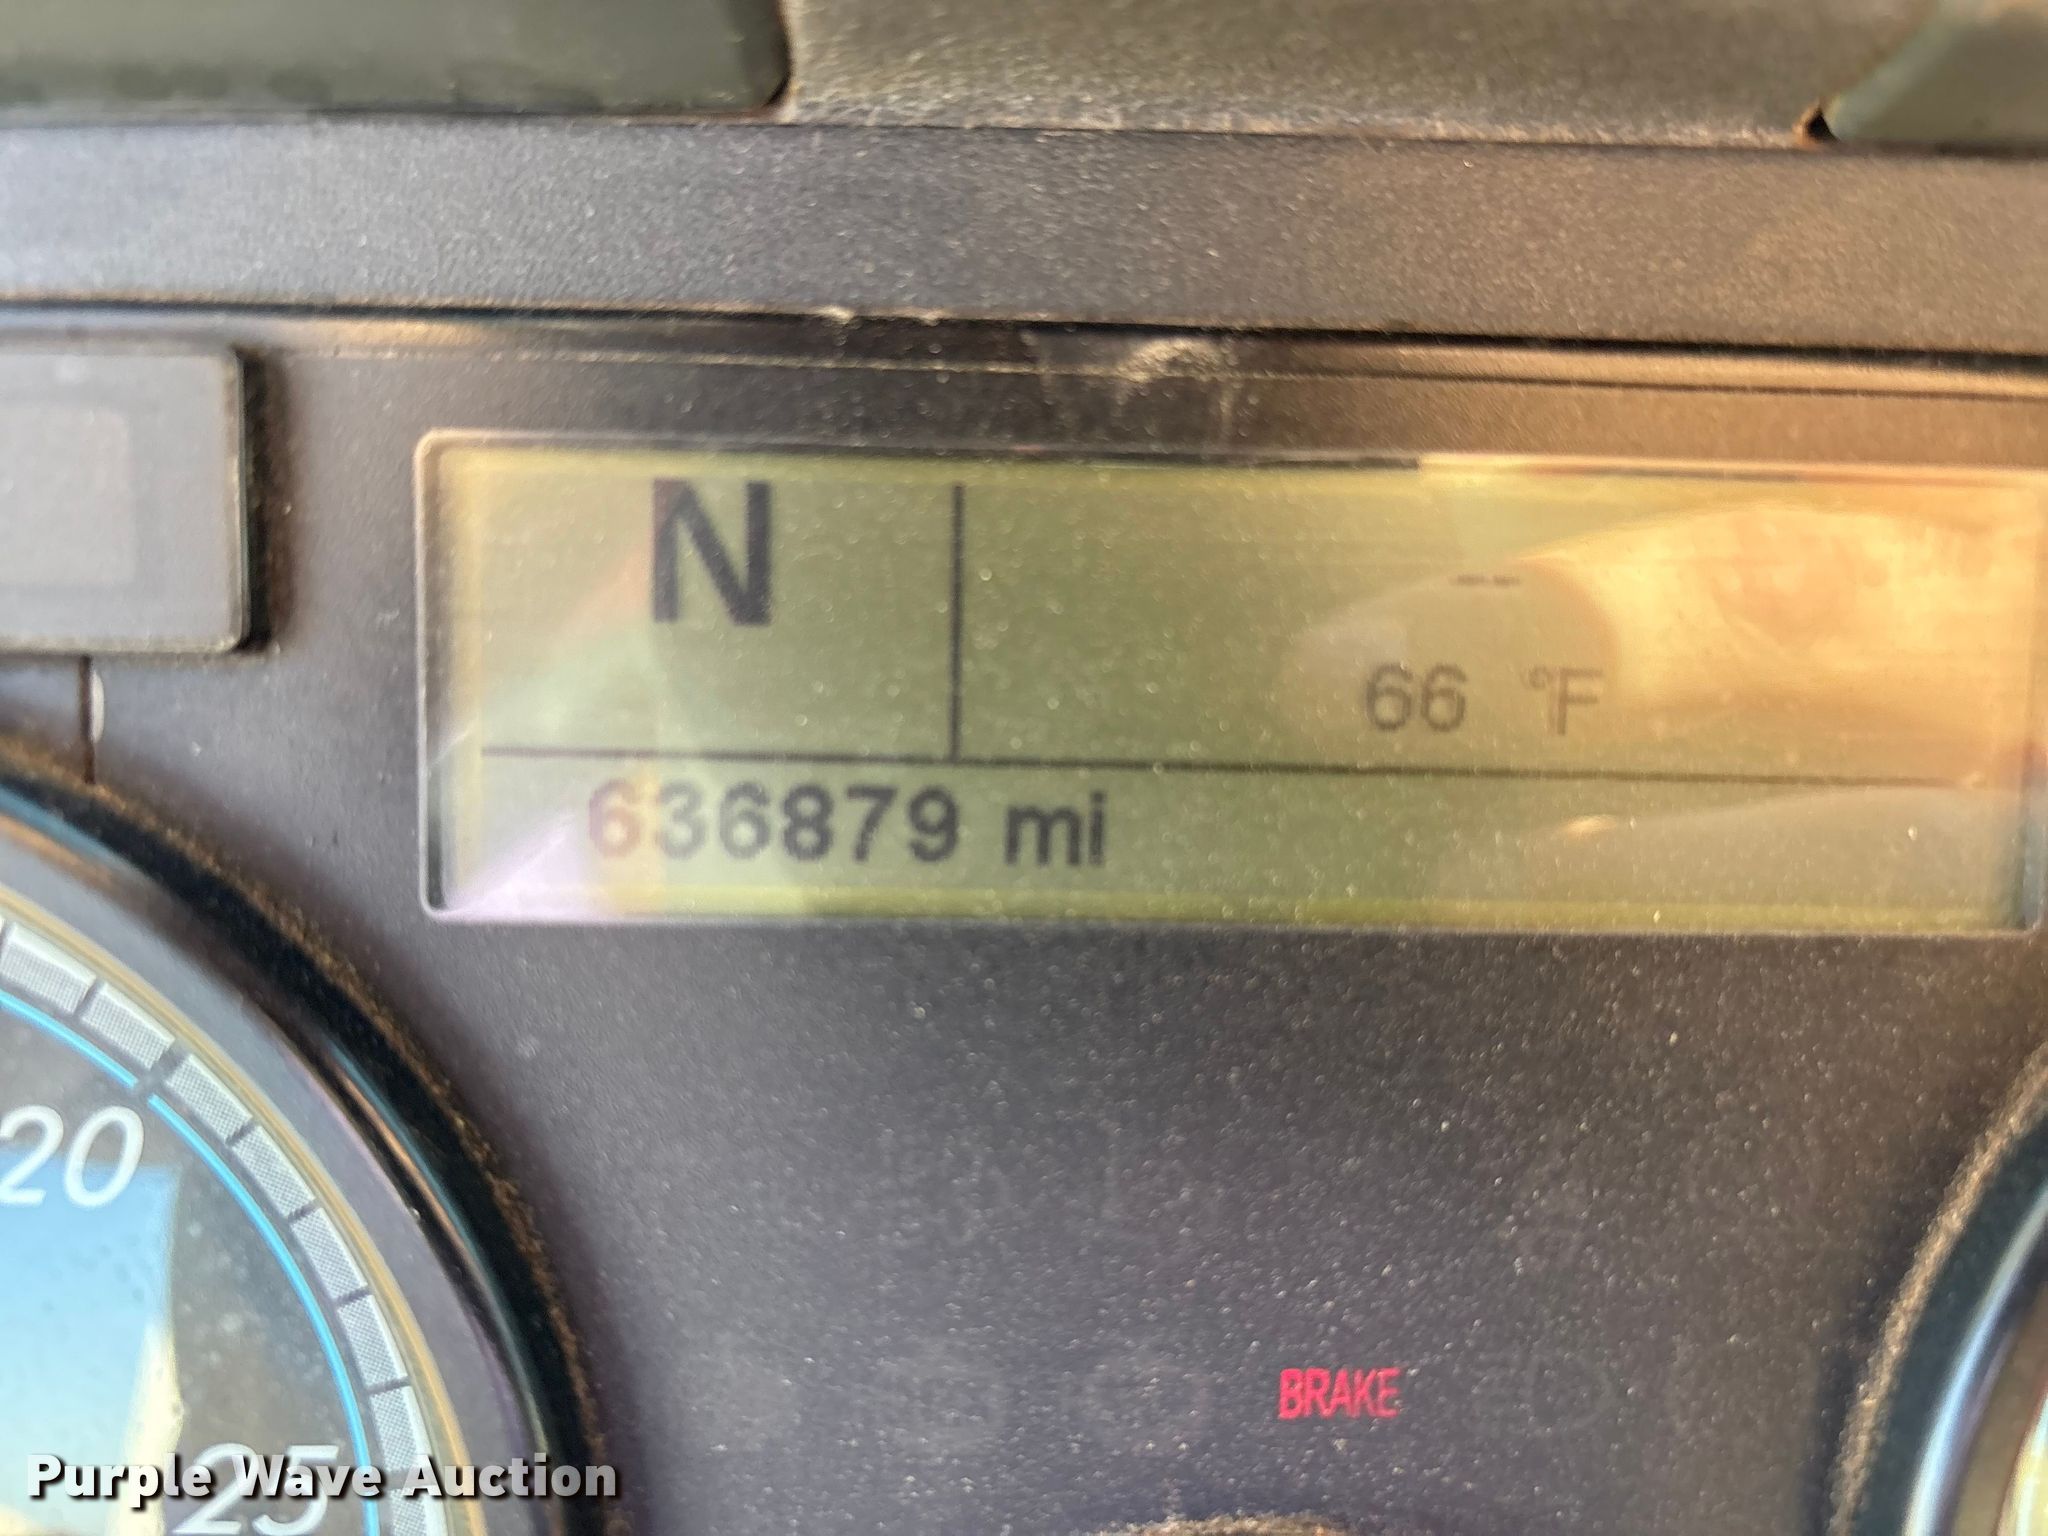 N
--
66 °F
636879 mi
20
BRAKE
25
Purple Wave Auction